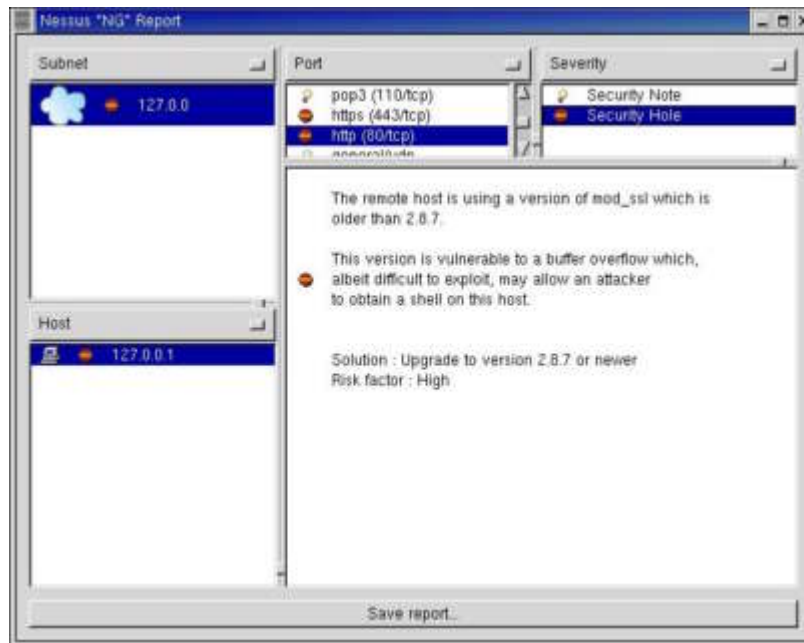 Nessus "NG" Report
Subnet
127.0.0
Port
pop3 (110/tcp)
https (443/tcp)
http (80/tcp)
general/udp
Severity
Security Note
Security Hole
The remote host is using a version of mod_ssl which is
older than 2.8.7.
This version is vulnerable to a buffer overflow which,
albeit difficult to exploit, may allow an attacker
to obtain a shell on this host.
Solution : Upgrade to version 2.8.7 or newer
Risk factor : High
Host
127.0.0.1
Save report...